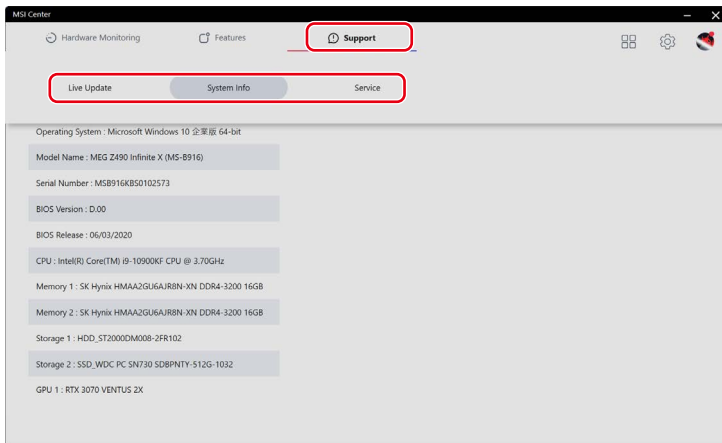 MSI Center
Hardware Monitoring
Features
Support
Live Update
System Info
Service
Operating System : Microsoft Windows 10 企業版 64-bit
Model Name : MEG Z490 Infinite X (MS-B916)
Serial Number : MSB916KBS0102573
BIOS Version : D.00
BIOS Release : 06/03/2020
CPU : Intel(R) Core(TM) i9-10900KF CPU @ 3.70GHz
Memory 1 : SK Hynix HMAA2GU6AJR8N-XN DDR4-3200 16GB
Memory 2 : SK Hynix HMAA2GU6AJR8N-XN DDR4-3200 16GB
Storage 1 : HDD_ST2000DM008-2FR102
Storage 2 : SSD_WDC PC SN730 SDBPNTY-512G-1032
GPU 1 : RTX 3070 VENTUS 2X